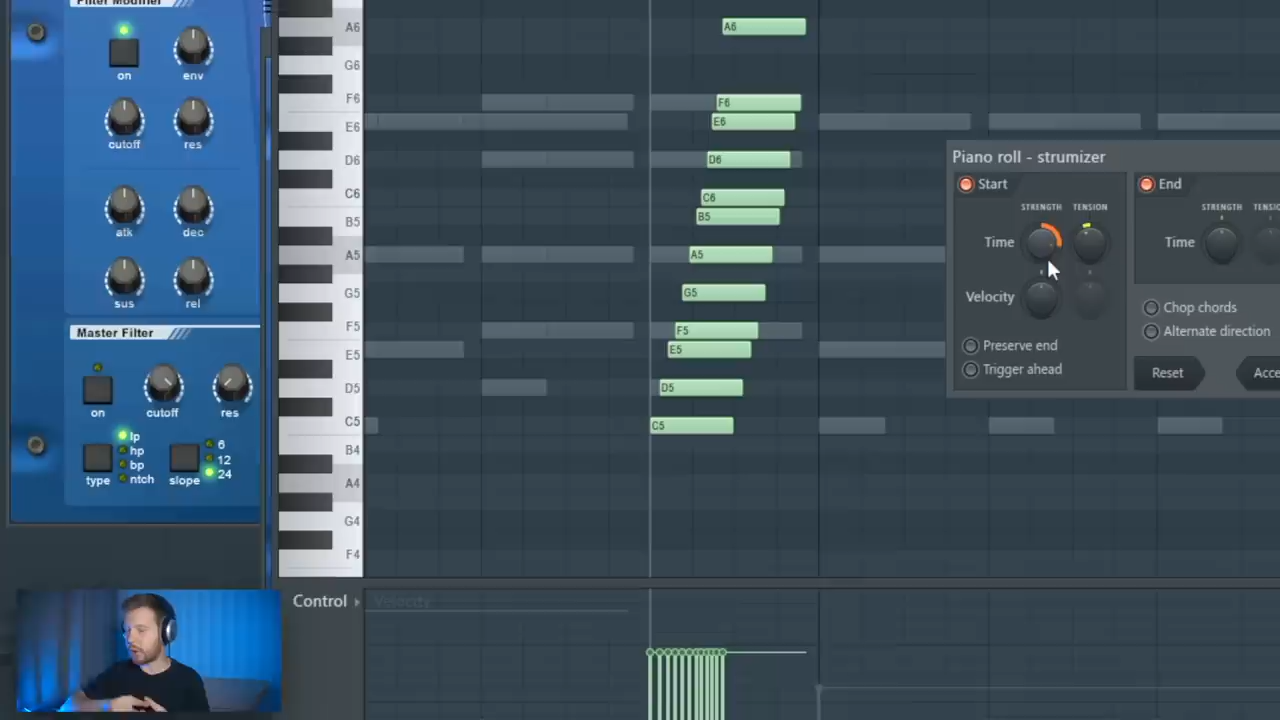 Filter Modifier
on
env
cutoff
res
atk
dec
sus
rel
Master Filter
on
cutoff
res
lp
hp
bp
ntch
type
slope
6
12
24
A6
G6
F6
E6
D6
C6
B5
A5
G5
F5
E5
D5
C5
B4
A4
G4
F4
A6
F6
E6
D6
C6
B5
A5
G5
F5
E5
D5
C5
Piano roll - strumizer
Start
STRENGTH
TENSION
Time
Velocity
Preserve end
Trigger ahead
End
STRENGTH
TENSIO
Time
Chop chords
Alternate direction
Reset
Acce
Control
Velocity